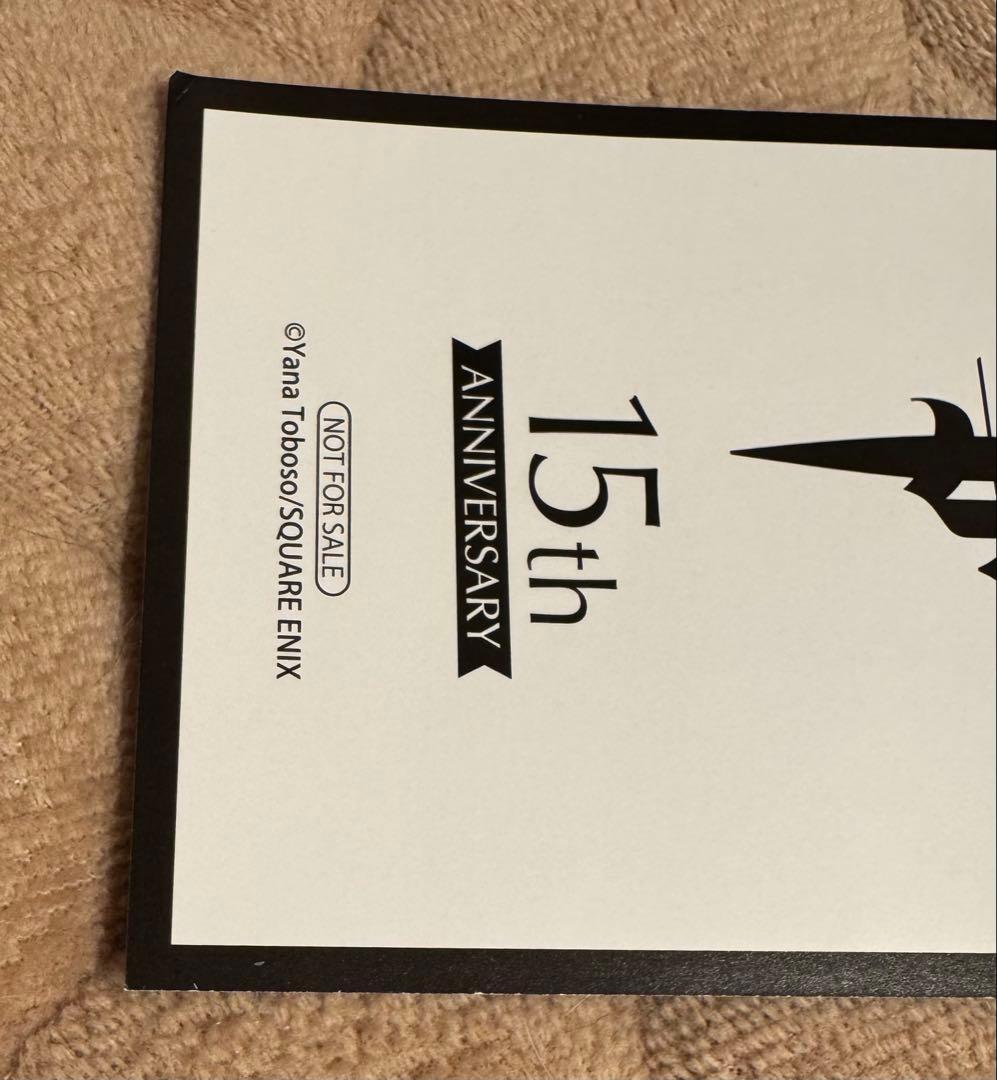 15th
ANNIVERSARY
NOT FOR SALE
©Yana Toboso/SQUARE ENIX